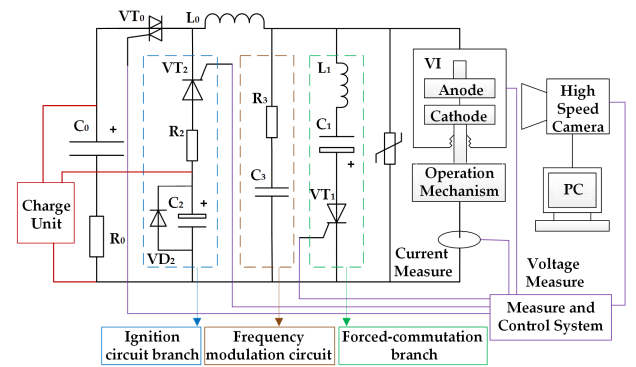 VT₀
L₀
VT₂
L₁
VI
R₃
Anode
High
Speed
Camera
C₀
+
R₂
C₁
Cathode
+
C₃
Operation
Mechanism
PC
C₂
+
VT₁
Charge
Unit
R₀
VD₂
Current
Measure
Voltage
Measure
Measure and
Control System
Ignition
circuit branch
Frequency
modulation circuit
Forced-commutation
branch